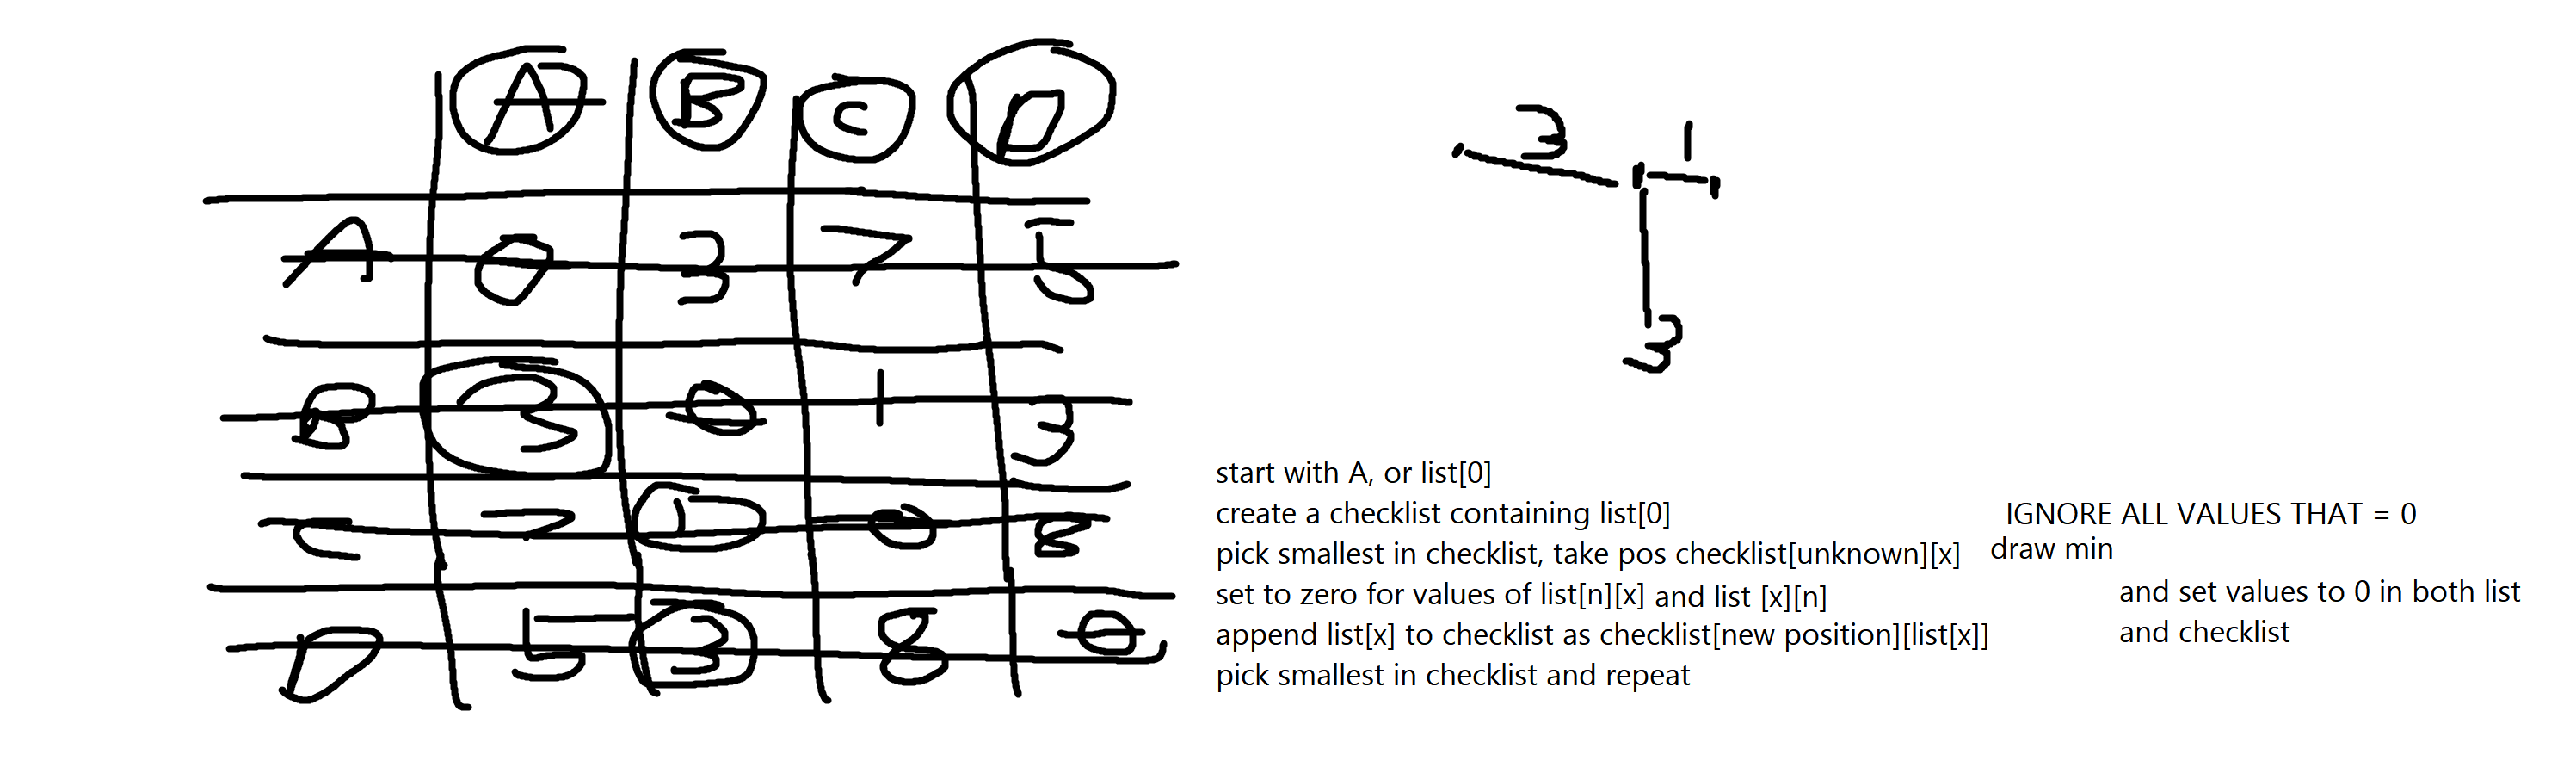 A B C D
A 0 3 7 5
B 3 0 1 3
C 7 1 0 8
D 5 3 8 0
3 1
3
start with A, or list[0]
create a checklist containing list[0]
pick smallest in checklist, take pos checklist[unknown][x]
set to zero for values of list[n][x] and list [x][n]
append list[x] to checklist as checklist[new position][list[x]]
pick smallest in checklist and repeat
IGNORE ALL VALUES THAT = 0
draw min
and set values to 0 in both list
and checklist